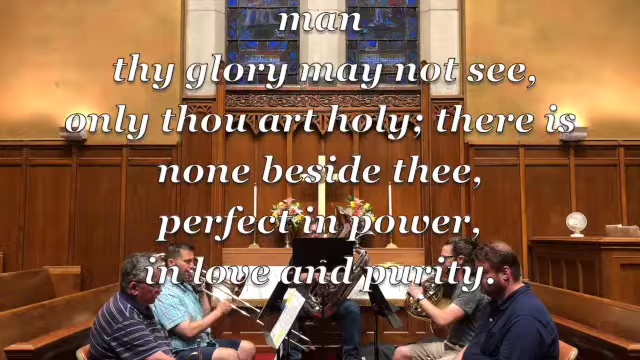 man
thy glory may not see,
only thou art holy; there is
none beside thee,
perfect in power,
in love and purity.